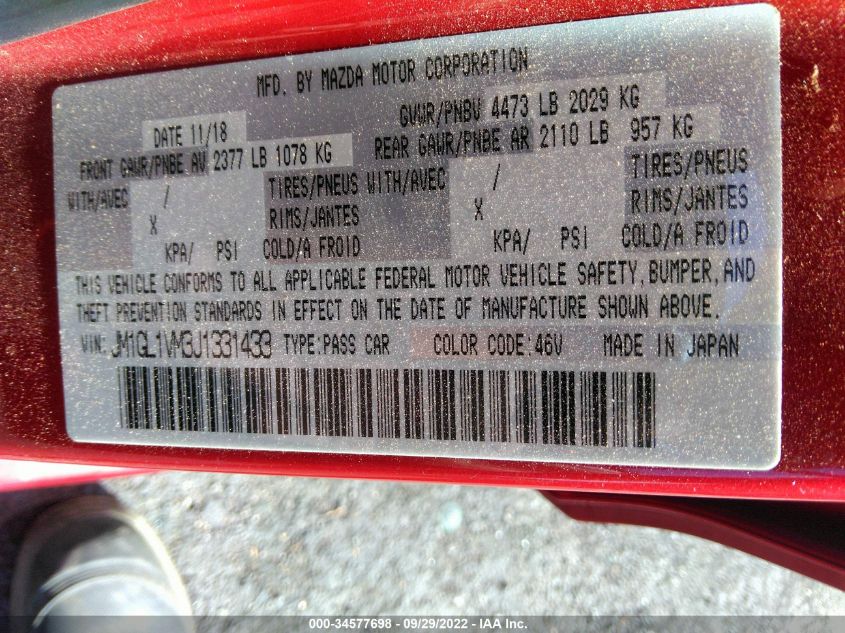 MFD. BY MAZDA MOTOR CORPORATION
DATE 11/18 GVWR/PNBV 4473 LB 2029 KG
FRONT GAWR/PNBE AV 2377 LB 1078 KG REAR GAWR/PNBE AR 2110 LB 957 KG
WITH/AVEC / TIRES/PNEUS WITH/AVEC / TIRES/PNEUS
X RIMS/JANTES X RIMS/JANTES
KPA/ PSI COLD/A FROID KPA/ PSI COLD/A FROID
THIS VEHICLE CONFORMS TO ALL APPLICABLE FEDERAL MOTOR VEHICLE SAFETY, BUMPER, AND
THEFT PREVENTION STANDARDS IN EFFECT ON THE DATE OF MANUFACTURE SHOWN ABOVE.
VIN: JM1GL1VM3J1331433 TYPE:PASS CAR COLOR CODE:46V MADE IN JAPAN
000-34577698 - 09/29/2022 - IAA Inc.